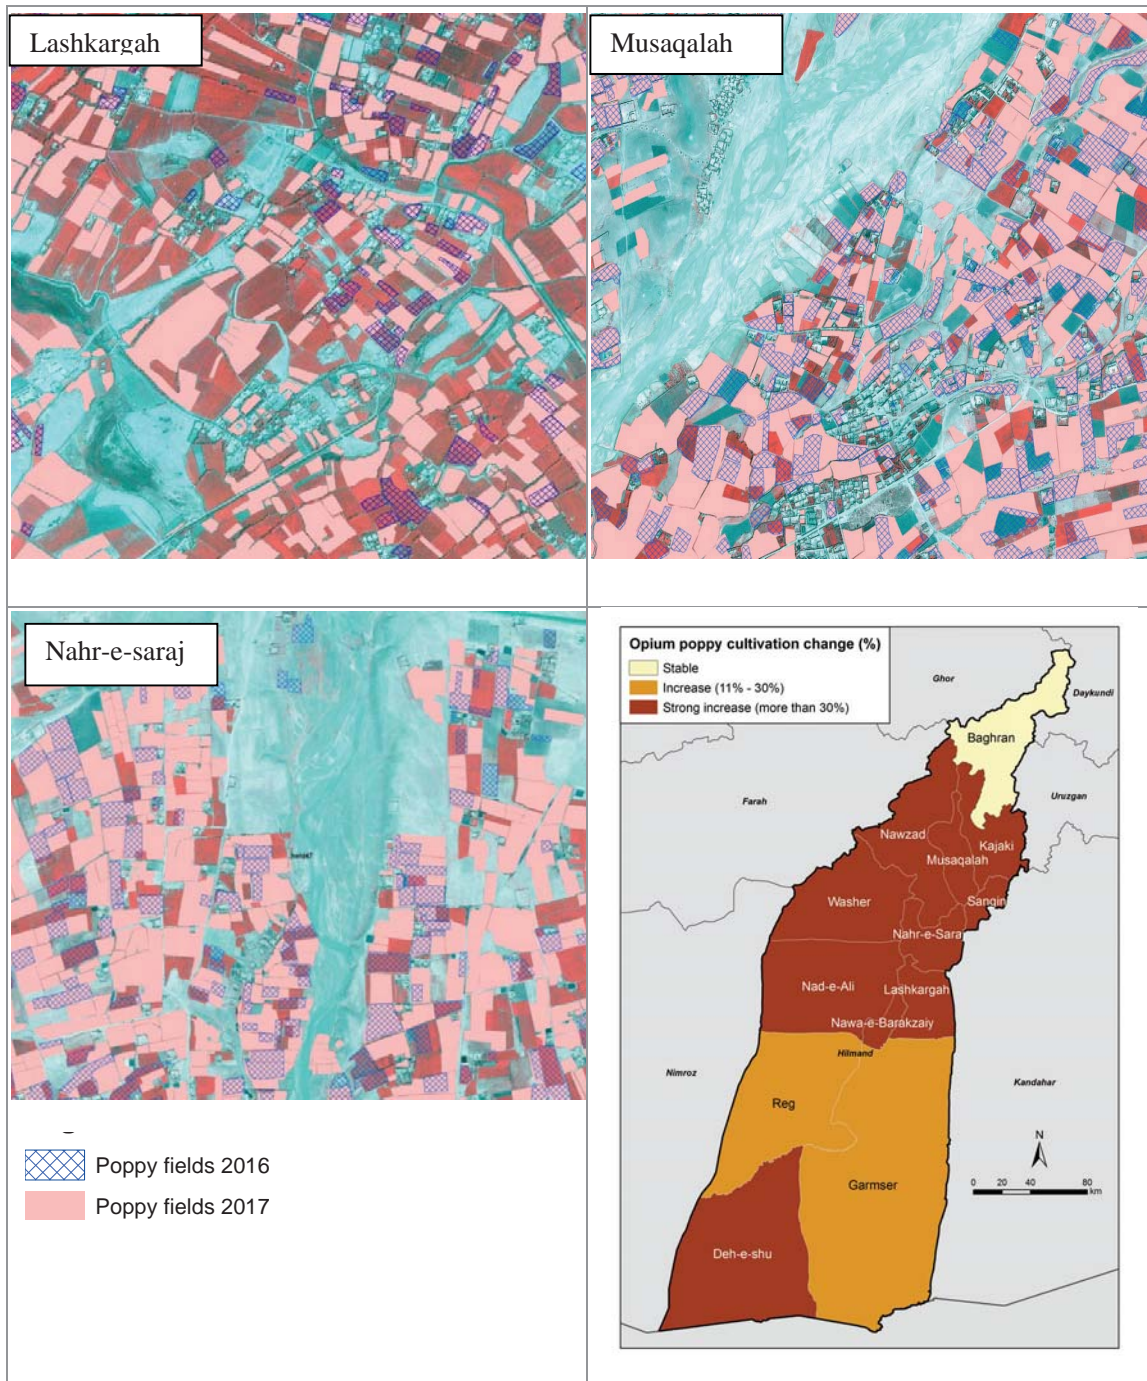 Lashkargah
Musaqalah
Nahr-e-saraj
Poppy fields 2016
Poppy fields 2017
Opium poppy cultivation change (%)
Stable
Increase (11% - 30%)
Strong increase (more than 30%)
Ghor
Daykundi
Baghran
Uruzgan
Farah
Nawzad
Kajaki
Musaqalah
Washer
Sangin
Nahr-e-Saraj
Nad-e-Ali
Lashkargah
Nawa-e-Barakzaiy
Hilmand
Nimroz
Kandahar
Reg
N
Garmser
0 20 40 60 80
km
Deh-e-shu